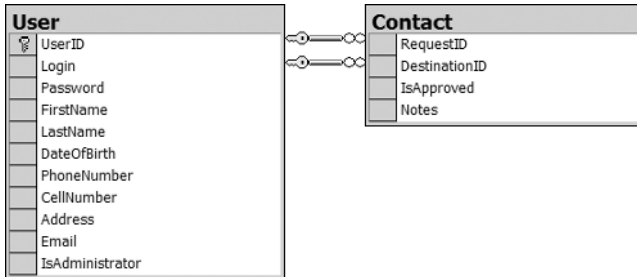 User
UserID
Login
Password
FirstName
LastName
DateOfBirth
PhoneNumber
CellNumber
Address
Email
IsAdministrator
Contact
RequestID
DestinationID
IsApproved
Notes